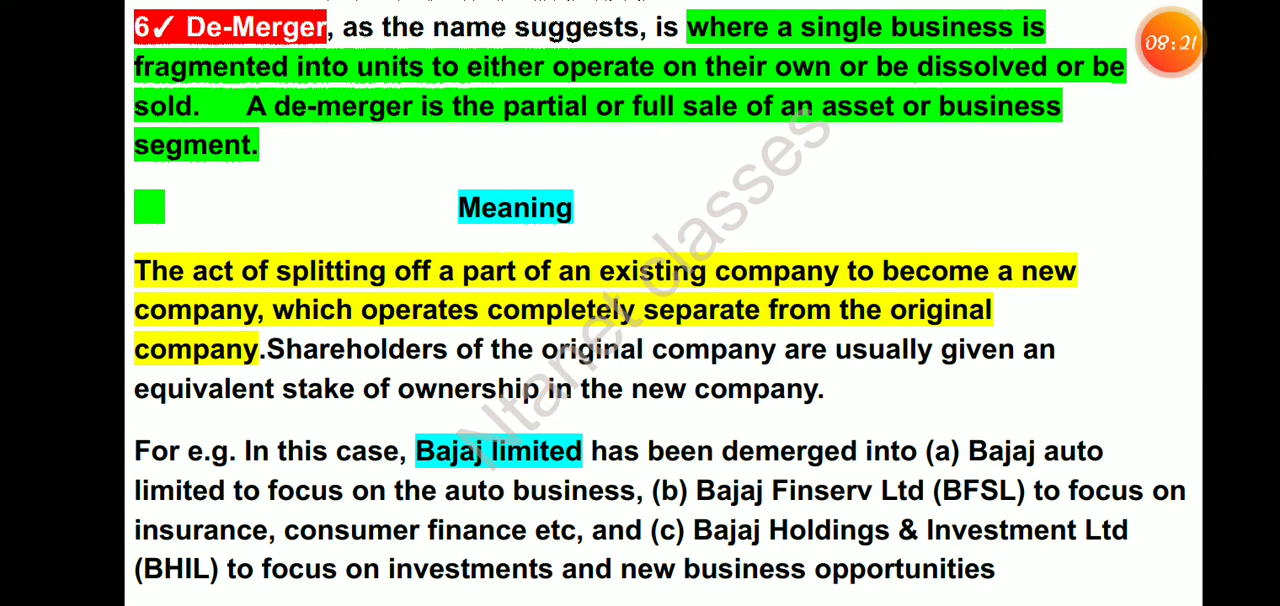 6✓ De-Merger, as the name suggests, is where a single business is
fragmented into units to either operate on their own or be dissolved or be
sold. A de-merger is the partial or full sale of an asset or business
segment.
Meaning
The act of splitting off a part of an existing company to become a new
company, which operates completely separate from the original
company.Shareholders of the original company are usually given an
equivalent stake of ownership in the new company.
For e.g. In this case, Bajaj limited has been demerged into (a) Bajaj auto
limited to focus on the auto business, (b) Bajaj Finserv Ltd (BFSL) to focus on
insurance, consumer finance etc, and (c) Bajaj Holdings & Investment Ltd
(BHIL) to focus on investments and new business opportunities
08:21
Ntanet classes